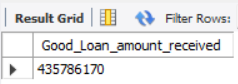 Result Grid Filter Rows:
Good_Loan_amount_received
435786170